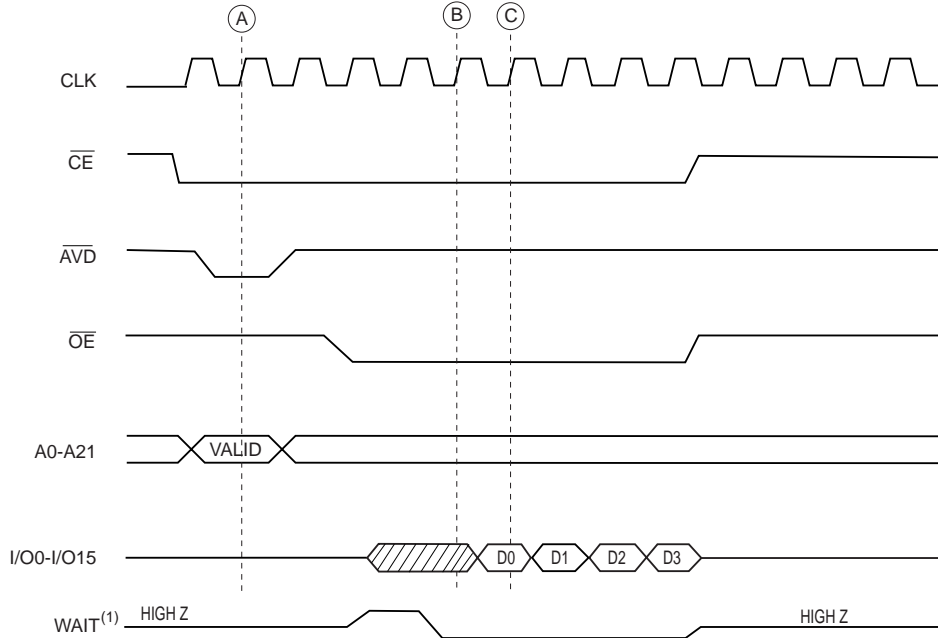 A B C
CLK
CE
AVD
OE
A0-A21 VALID
I/O0-I/O15 D0 D1 D2 D3
WAIT(1) HIGH Z HIGH Z